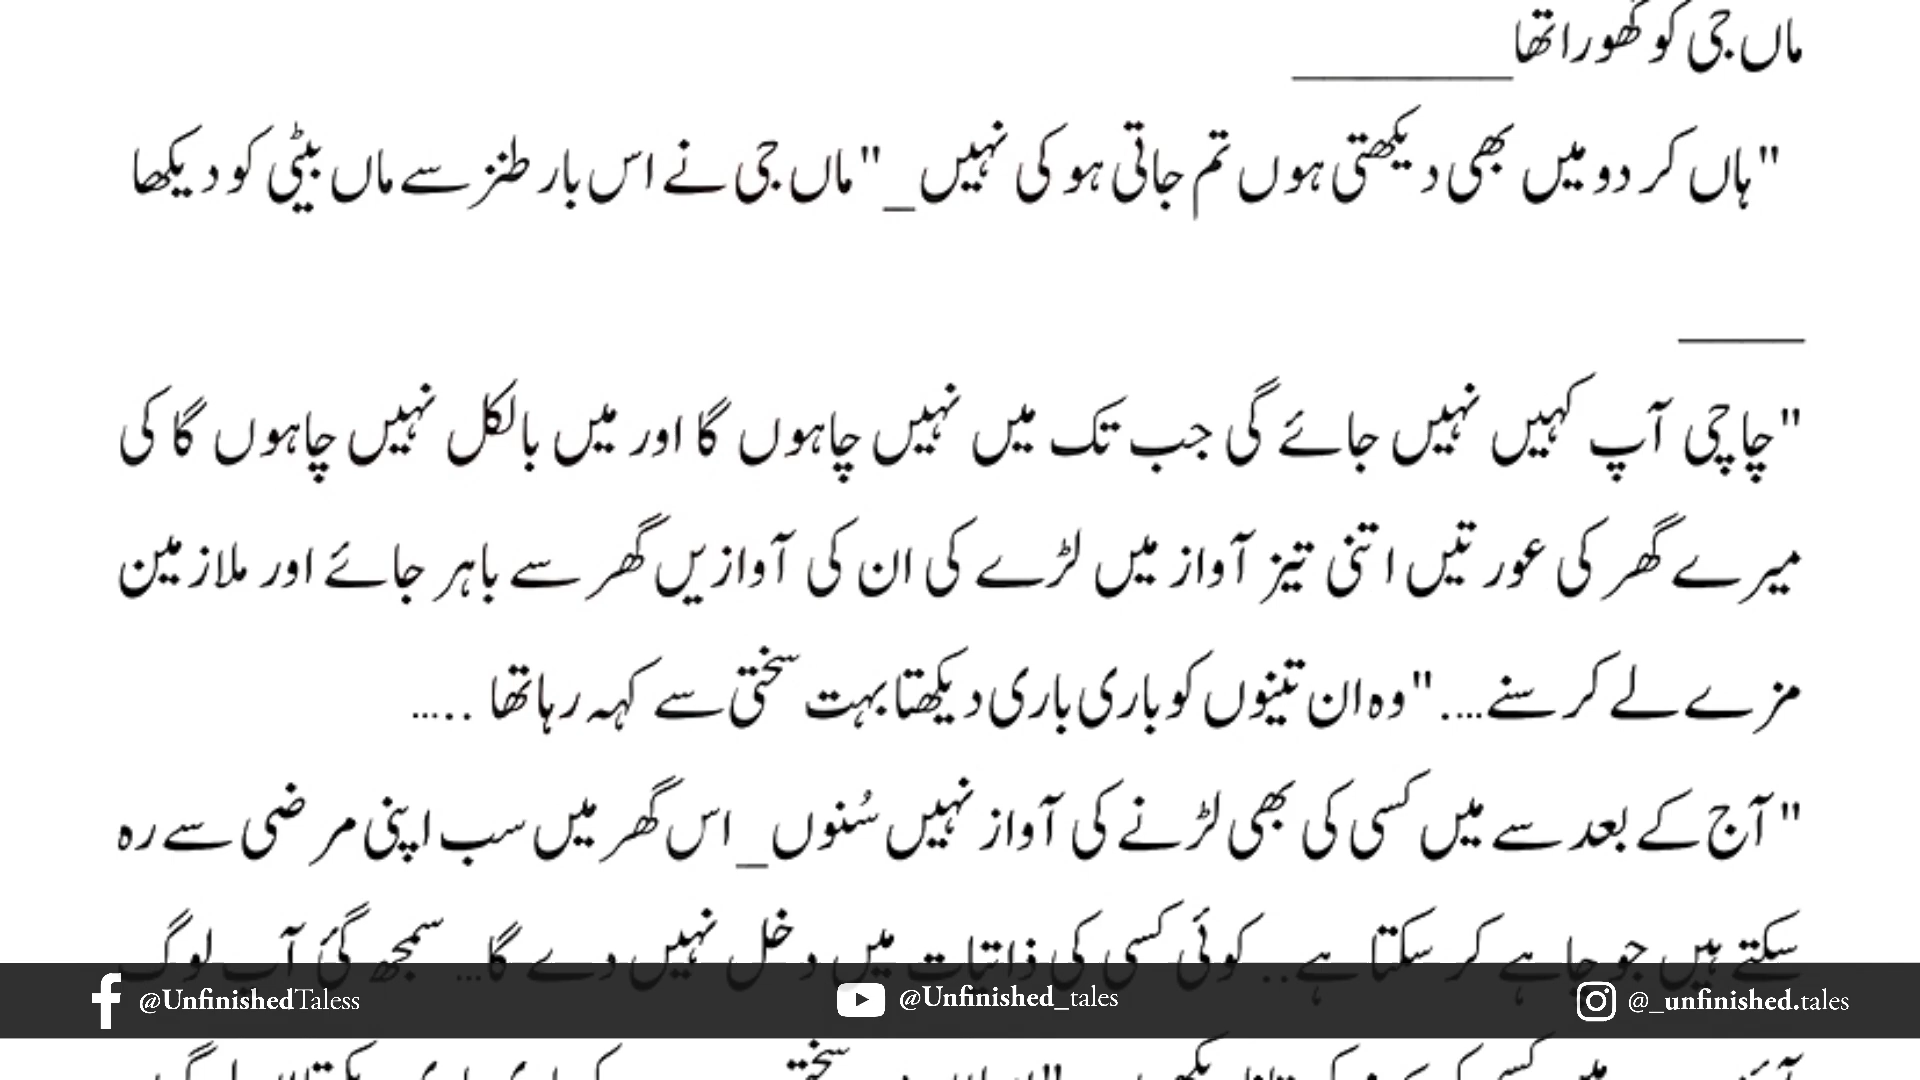 ماں جی کو گھورا تھا_______
"ہاں کر دو میں بھی دیکھتی ہوں تم جاتی ہو کی نہیں_" ماں جی نے اس بار طنز سے ماں بیٹی کو دیکھا
____
"چاچی آپ کہیں نہیں جائے گی جب تک میں نہیں چاہوں گا اور میں بالکل نہیں چاہوں گا کی
میرے گھر کی عورتیں اتنی تیز آواز میں لڑے کی ان کی آوازیں گھر سے باہر جائے اور ملازمین
مزے لے کر سنے...." وہ ان تینوں کو باری باری دیکھتا بہت سختی سے کہہ رہا تھا .....
"آج کے بعد سے میں کسی کی بھی لڑنے کی آواز نہیں سُنوں_ اس گھر میں سب اپنی مرضی سے رہ
سکتے ہیں جو چاہے کر سکتا ہے.. کوئی کسی کی ذاتیات میں دخل نہیں دے گا... سمجھ گئی آپ لوگ
@UnfinishedTaless @Unfinished_tales @_unfinished.tales